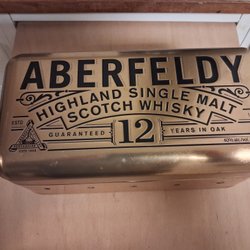 ABERFELDY
HIGHLAND SINGLE MALT
SCOTCH WHISKY
ESTD
GUARANTEED 12 YEARS IN OAK